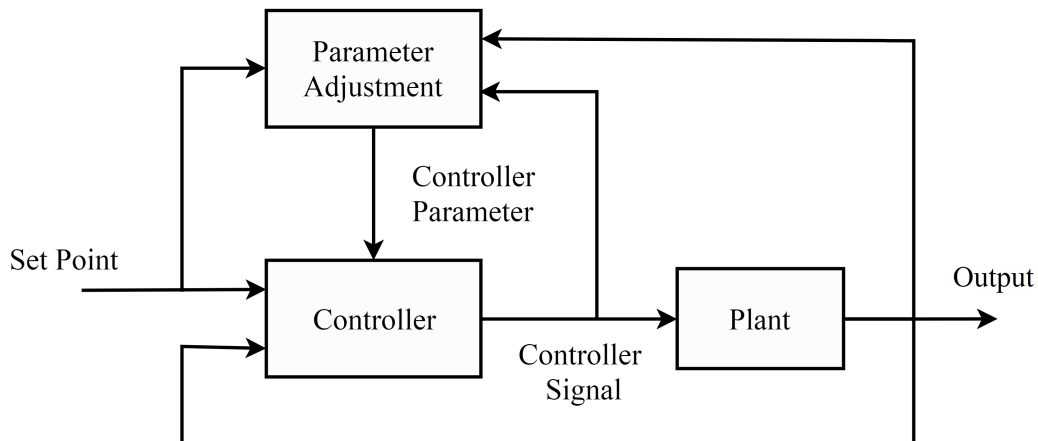 Parameter
Adjustment
Controller
Parameter
Set Point
Controller
Plant
Output
Controller
Signal